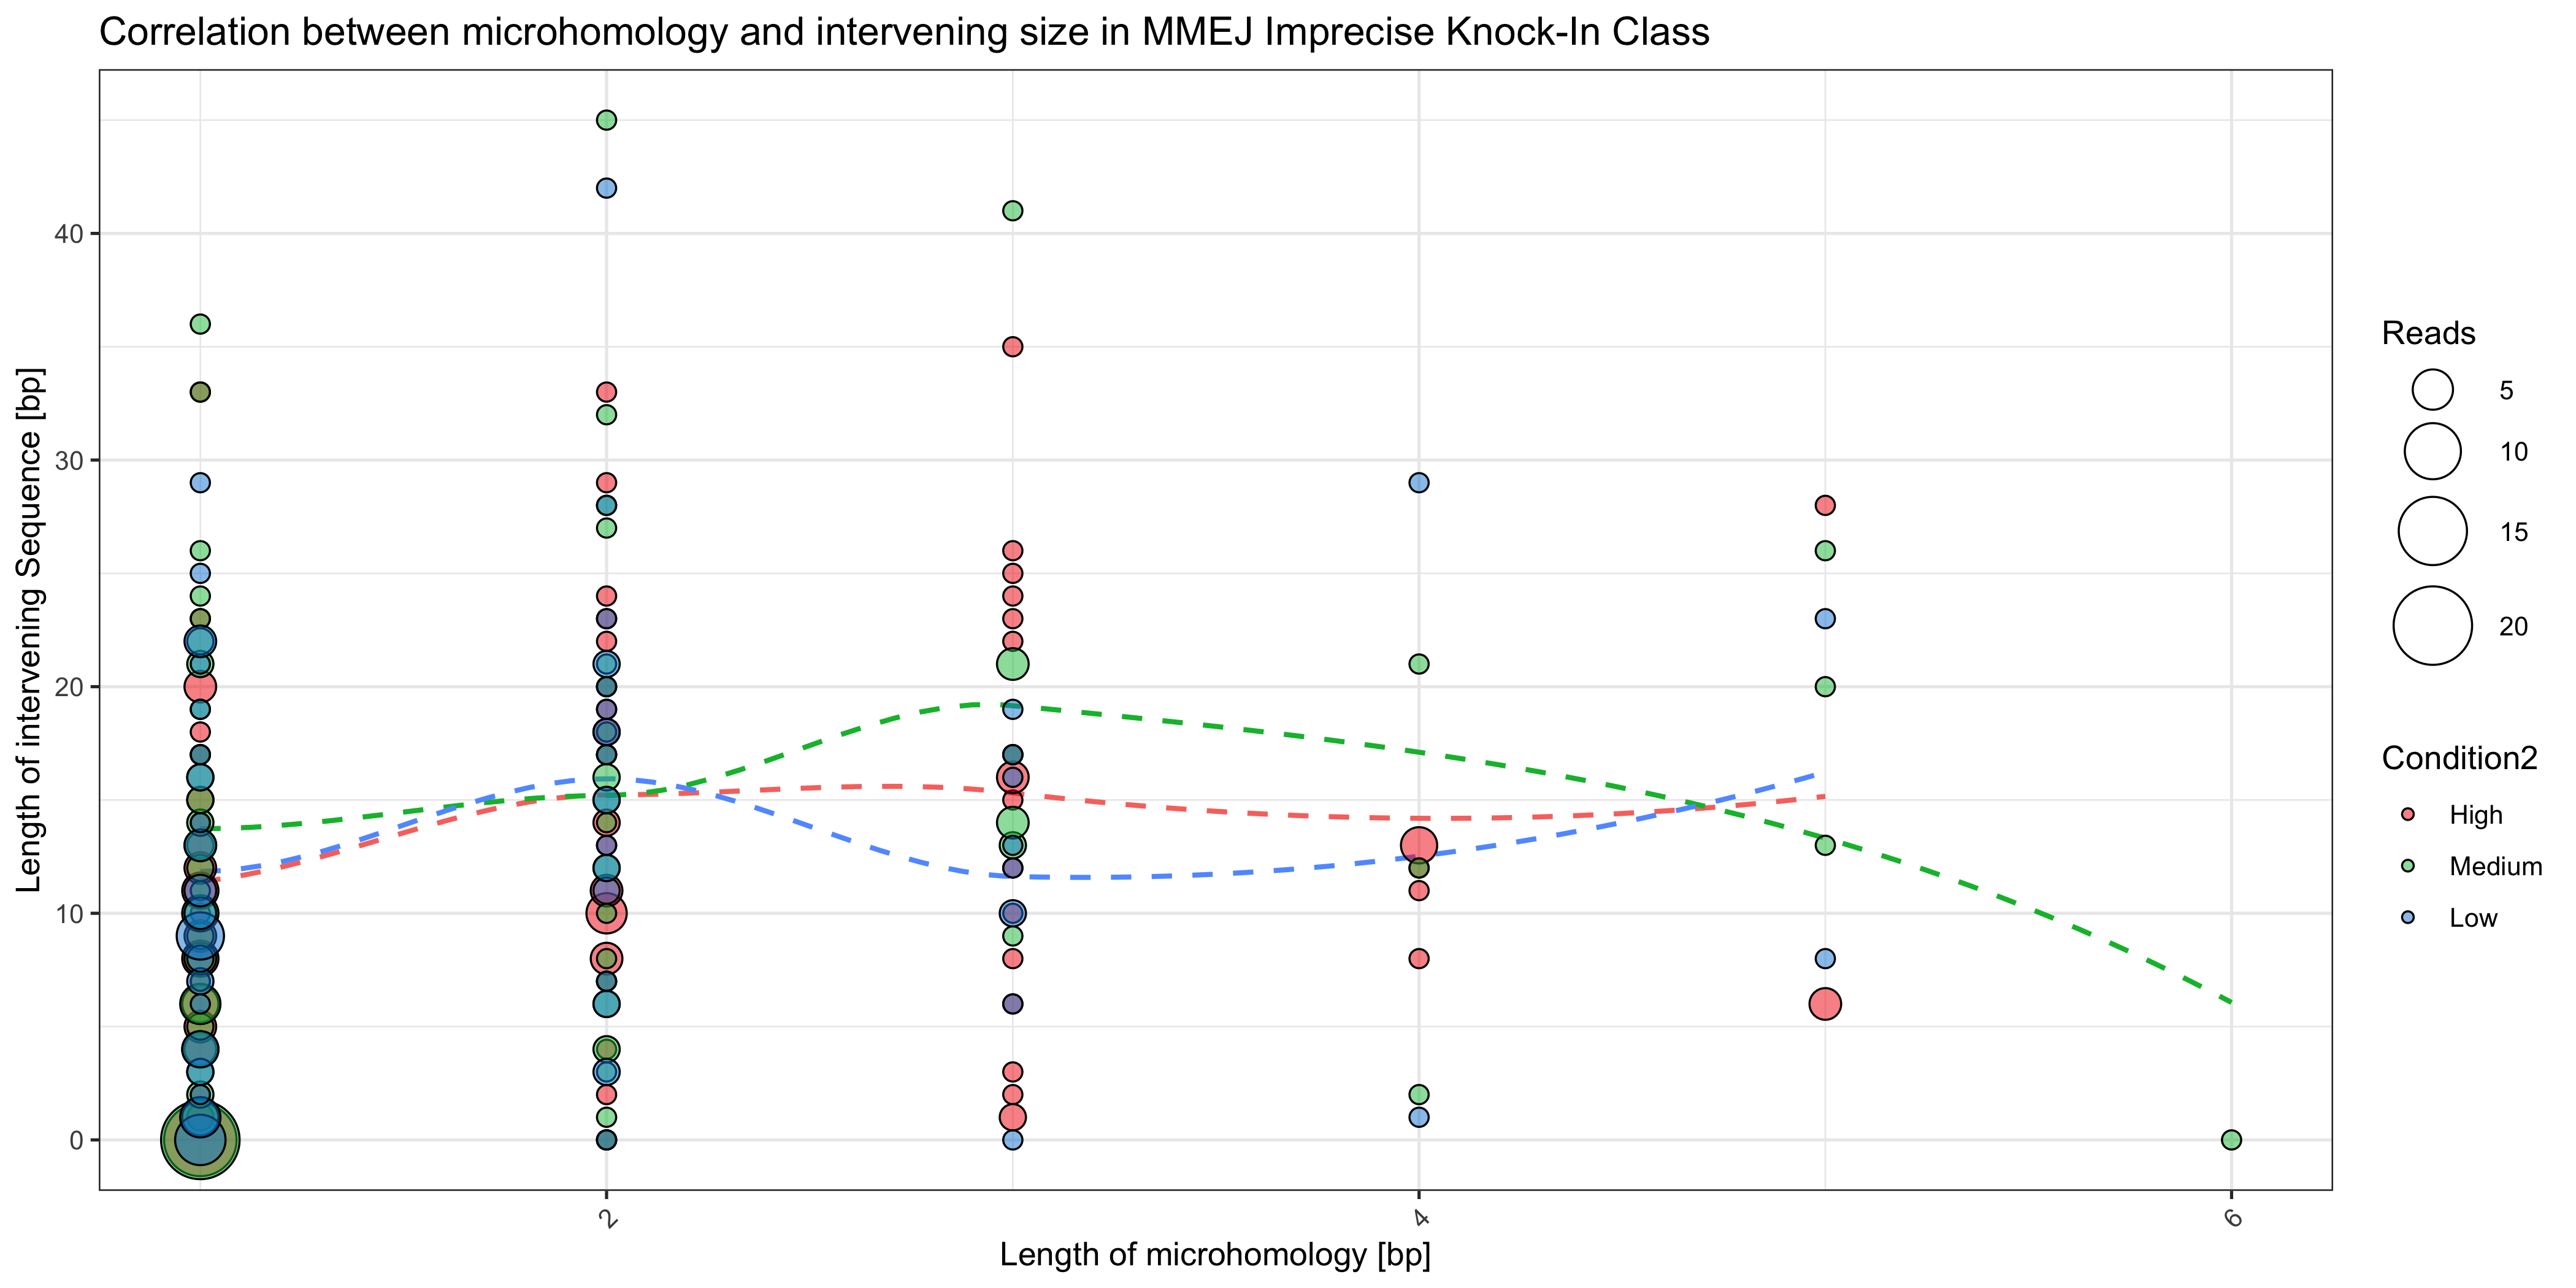 Correlation between microhomology and intervening size in MMEJ Imprecise Knock-In Class
Length of intervening Sequence [bp]
40
30
20
10
0
2
4
6
Length of microhomology [bp]
Reads
5
10
15
20
Condition2
High
Medium
Low